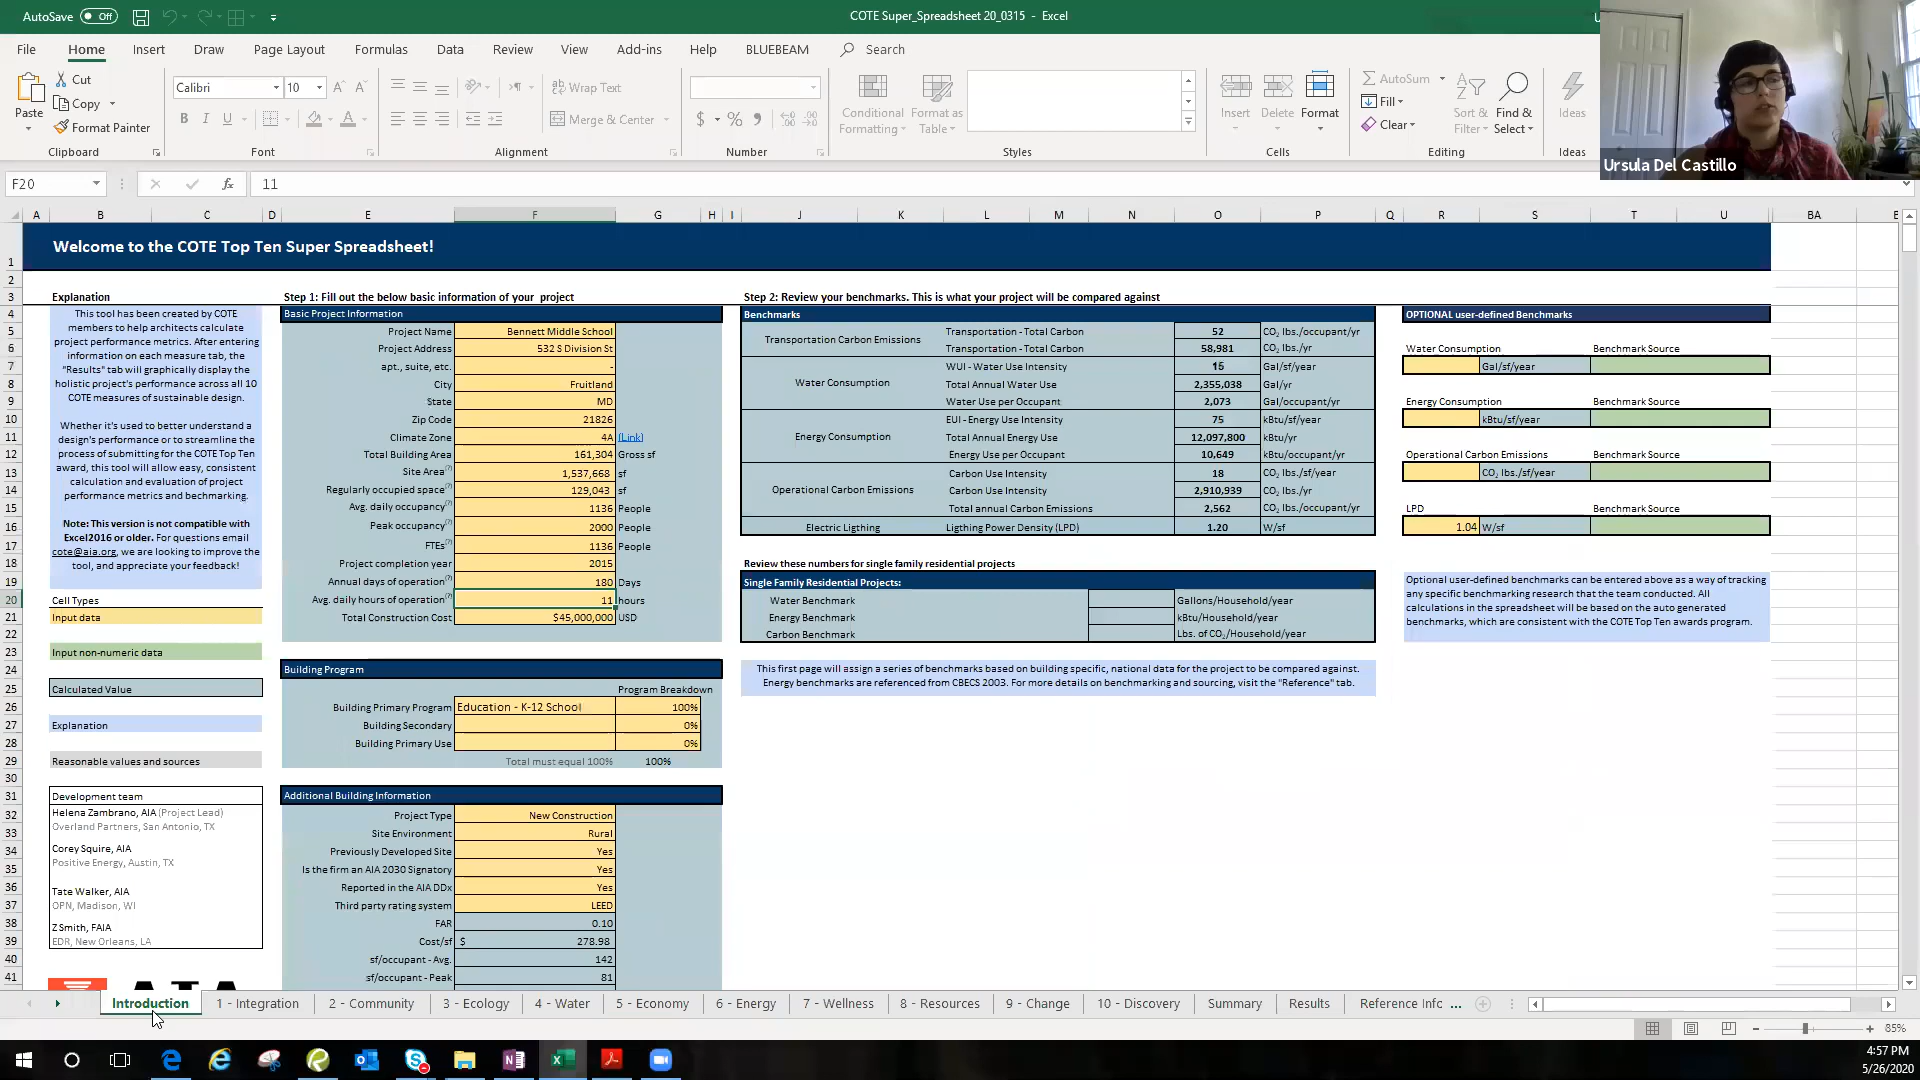 AutoSave Off
COTE Super_Spreadsheet 20_0315 - Excel
File Home Insert Draw Page Layout Formulas Data Review View Add-ins Help BLUEBEAM Search
Paste Cut Copy Format Painter Clipboard
Calibri 10 B I U Font
Wrap Text Merge & Center Alignment
$ % Number
Conditional Formatting Format as Table Styles
Insert Delete Format Cells
AutoSum Fill Clear Sort & Filter Find & Select Editing
Ideas Ideas
Ursula Del Castillo
F20 fx 11
A B C D E F G H I J K L M N O P Q R S T U BA
Welcome to the COTE Top Ten Super Spreadsheet!
Explanation
This tool has been created by COTE
members to help architects calculate
project performance metrics. After entering
information on each measure tab, the
"Results" tab will graphically display the
holistic project's performance across all 10
COTE measures of sustainable design.
Whether it's used to better understand a
design's performance or to streamline the
process of submitting for the COTE Top Ten
award, this tool will allow easy, consistent
calculation and evaluation of project
performance metrics and bechmarking.
Note: This version is not compatible with
Excel2016 or older. For questions email
cote@aia.org, we are looking to improve the
tool, and appreciate your feedback!
Cell Types
Input data
Input non-numeric data
Calculated Value
Explanation
Reasonable values and sources
Development team
Helena Zambrano, AIA (Project Lead)
Overland Partners, San Antonio, TX
Corey Squire, AIA
Positive Energy, Austin, TX
Tate Walker, AIA
OPN, Madison, WI
Z Smith, FAIA
EDR, New Orleans, LA
Step 1: Fill out the below basic information of your project
Basic Project Information
Project Name Bennett Middle School
Project Address 532 S Division St
apt., suite, etc. -
City Fruitland
State MD
Zip Code 21826
Climate Zone 4A (Link)
Total Building Area 161,304 Gross sf
Site Area(?) 1,537,668 sf
Regularly occupied space(?) 129,043 sf
Avg. daily occupancy(?) 1136 People
Peak occupancy(?) 2000 People
FTEs(?) 1136 People
Project completion year 2015
Annual days of operation(?) 180 Days
Avg. daily hours of operation(?) 11 hours
Total Construction Cost $45,000,000 USD
Building Program
Program Breakdown
Building Primary Program Education - K-12 School 100%
Building Secondary 0%
Building Primary Use 0%
Total must equal 100% 100%
Additional Building Information
Project Type New Construction
Site Environment Rural
Previously Developed Site Yes
Is the firm an AIA 2030 Signatory Yes
Reported in the AIA DDx Yes
Third party rating system LEED
FAR 0.10
Cost/sf $ 278.98
sf/occupant - Avg. 142
sf/occupant - Peak 81
Step 2: Review your benchmarks. This is what your project will be compared against
Benchmarks
Transportation Carbon Emissions Transportation - Total Carbon 52 CO2 lbs./occupant/yr
Transportation - Total Carbon 58,981 CO2 lbs./yr
Water Consumption WUI - Water Use Intensity 15 Gal/sf/year
Total Annual Water Use 2,355,038 Gal/yr
Water Use per Occupant 2,073 Gal/occupant/yr
Energy Consumption EUI - Energy Use Intensity 75 kBtu/sf/year
Total Annual Energy Use 12,097,800 kBtu/yr
Energy Use per Occupant 10,649 kBtu/occupant/yr
Operational Carbon Emissions Carbon Use Intensity 18 CO2 lbs./sf/year
Carbon Use Intensity 2,910,939 CO2 lbs./yr
Total annual Carbon Emissions 2,562 CO2 lbs./occupant/yr
Electric Ligthing Ligthing Power Density (LPD) 1.20 W/sf
Review these numbers for single family residential projects
Single Family Residential Projects:
Water Benchmark Gallons/Household/year
Energy Benchmark kBtu/Household/year
Carbon Benchmark Lbs. of CO2/Household/year
This first page will assign a series of benchmarks based on building specific, national data for the project to be compared against.
Energy benchmarks are referenced from CBECS 2003. For more details on benchmarking and sourcing, visit the "Reference" tab.
OPTIONAL user-defined Benchmarks
Water Consumption Benchmark Source
Gal/sf/year
Energy Consumption Benchmark Source
kBtu/sf/year
Operational Carbon Emissions Benchmark Source
CO2 lbs./sf/year
LPD Benchmark Source
1.04 W/sf
Optional user-defined benchmarks can be entered above as a way of tracking
any specific benchmarking research that the team conducted. All
calculations in the spreadsheet will be based on the auto generated
benchmarks, which are consistent with the COTE Top Ten awards program.
Introduction 1 - Integration 2 - Community 3 - Ecology 4 - Water 5 - Economy 6 - Energy 7 - Wellness 8 - Resources 9 - Change 10 - Discovery Summary Results Reference Info ...
85%
4:57 PM
5/26/2020